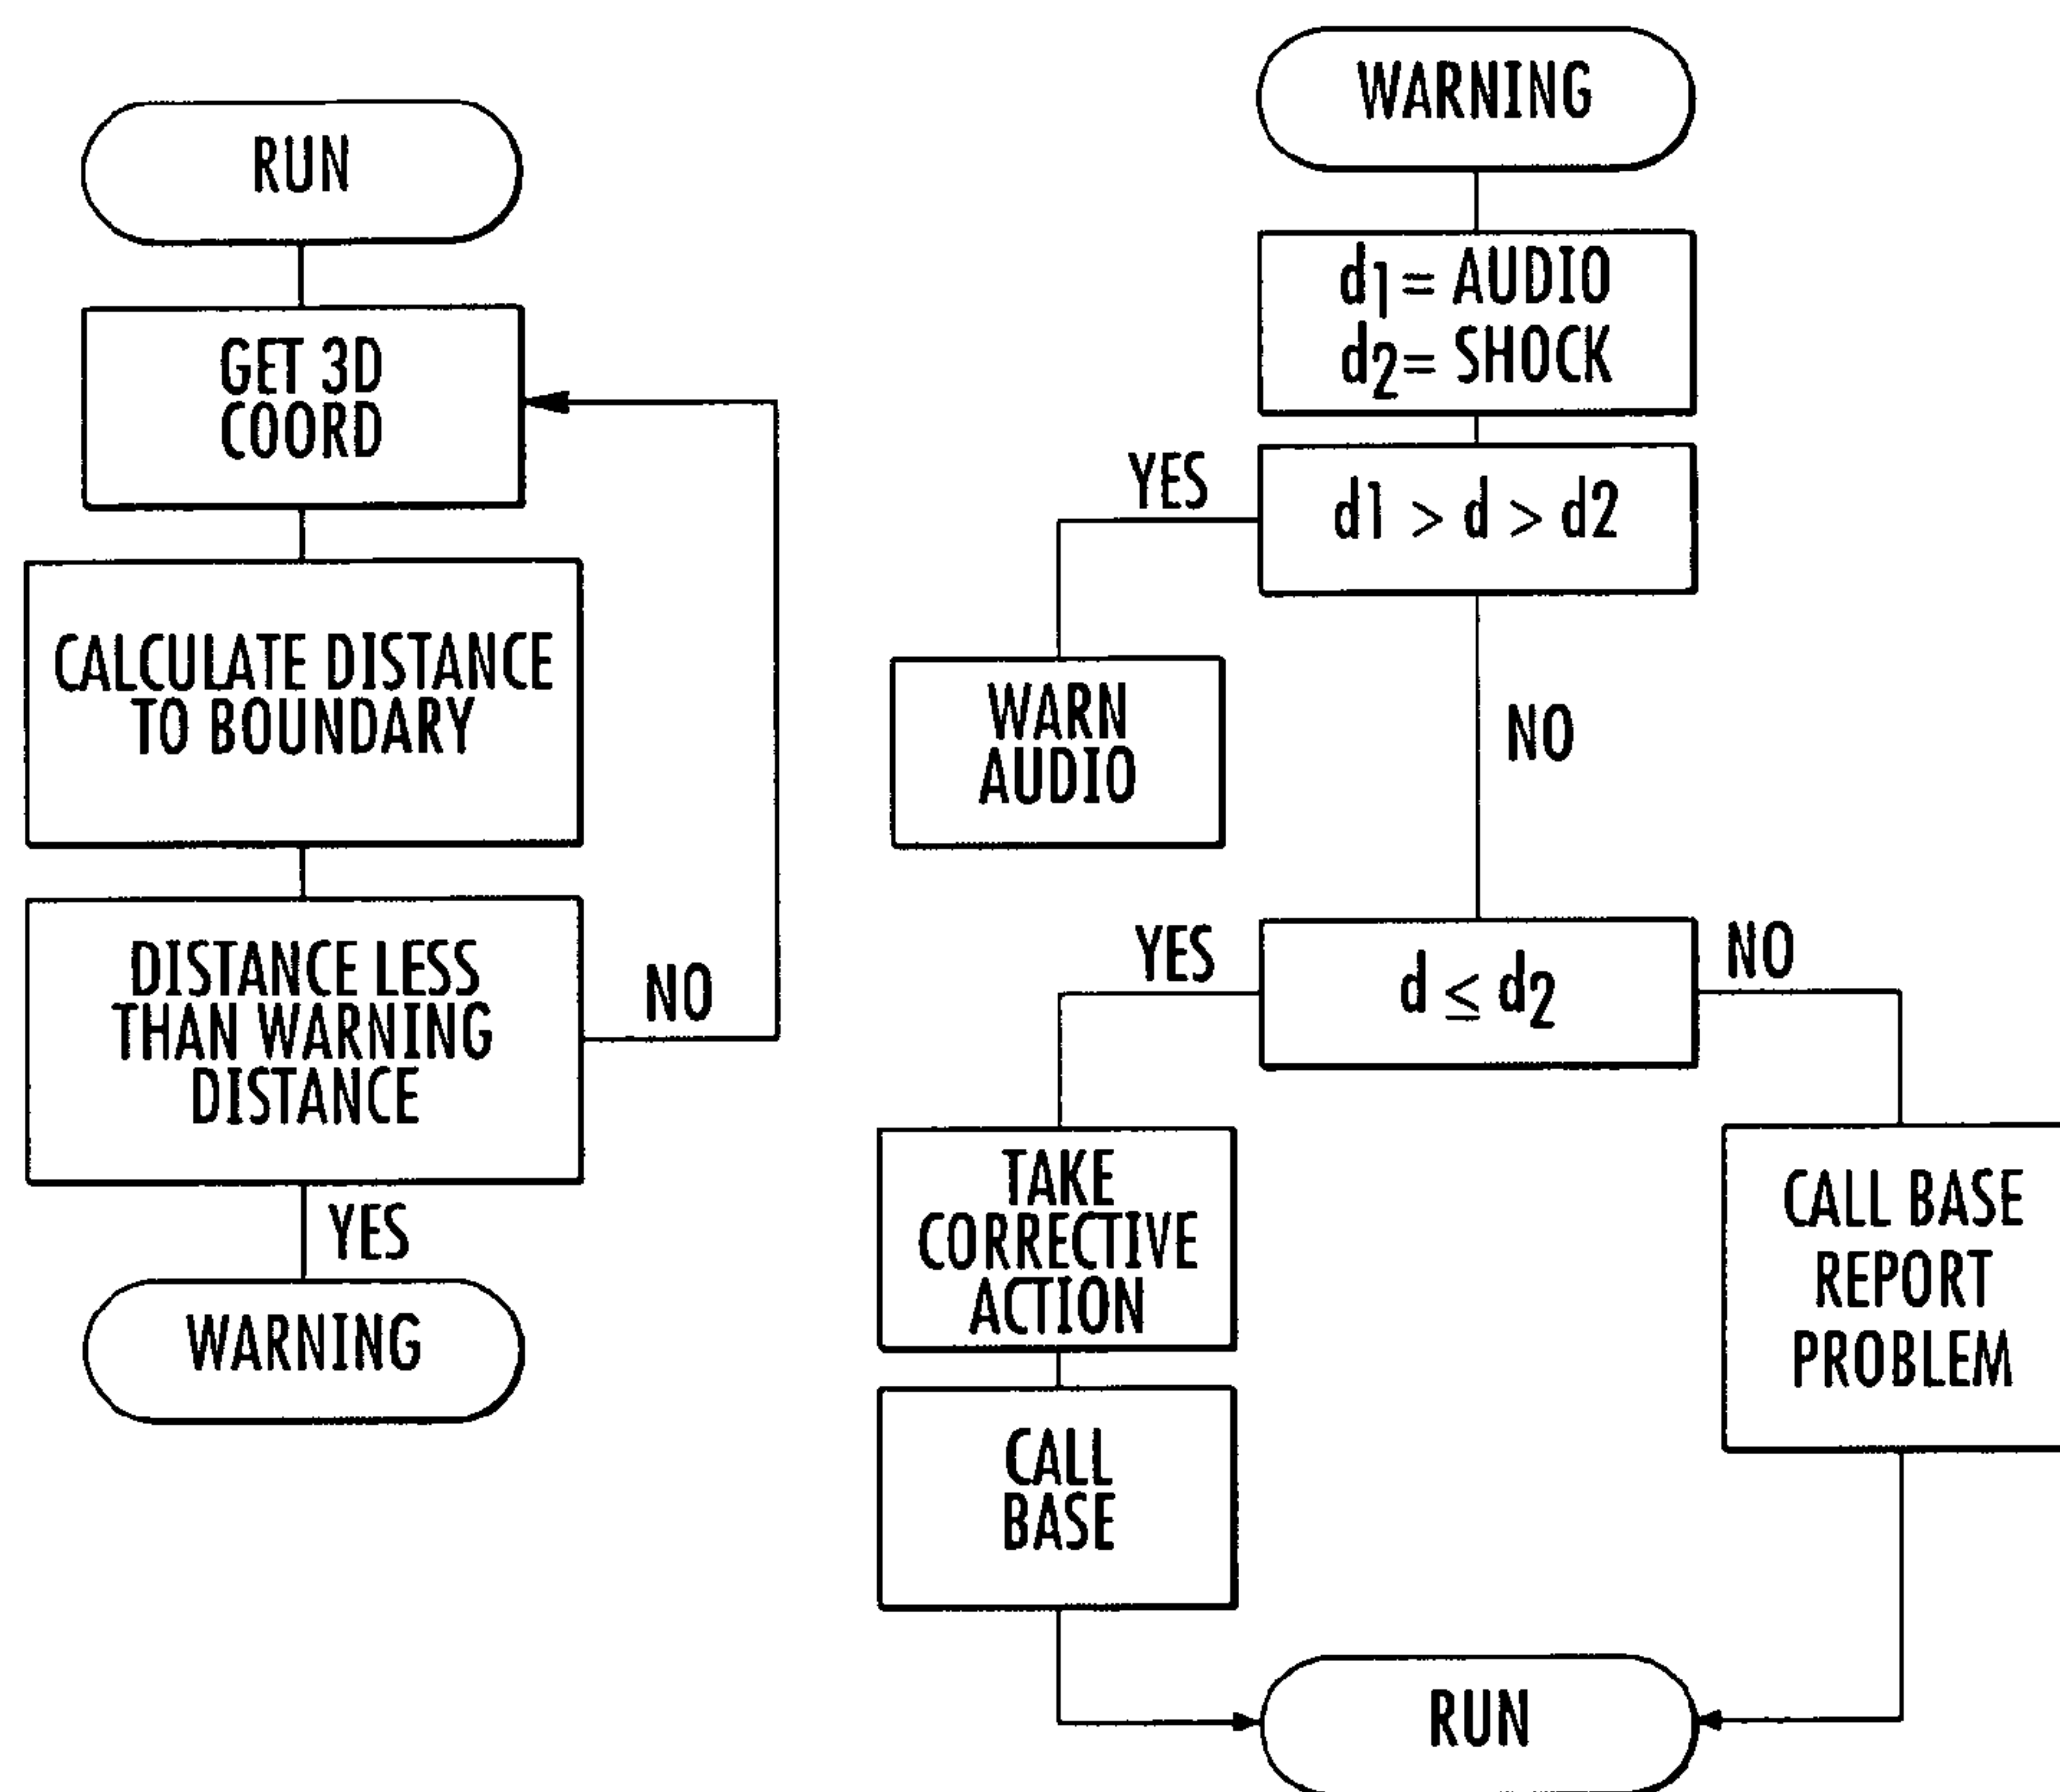 RUN
GET 3D
COORD
CALCULATE DISTANCE
TO BOUNDARY
DISTANCE LESS
THAN WARNING
DISTANCE
NO
YES
WARNING
WARNING
d1 = AUDIO
d2 = SHOCK
YES
d1 > d > d2
WARN
AUDIO
NO
YES
d ≤ d2
NO
TAKE
CORRECTIVE
ACTION
CALL BASE
REPORT
PROBLEM
CALL
BASE
RUN